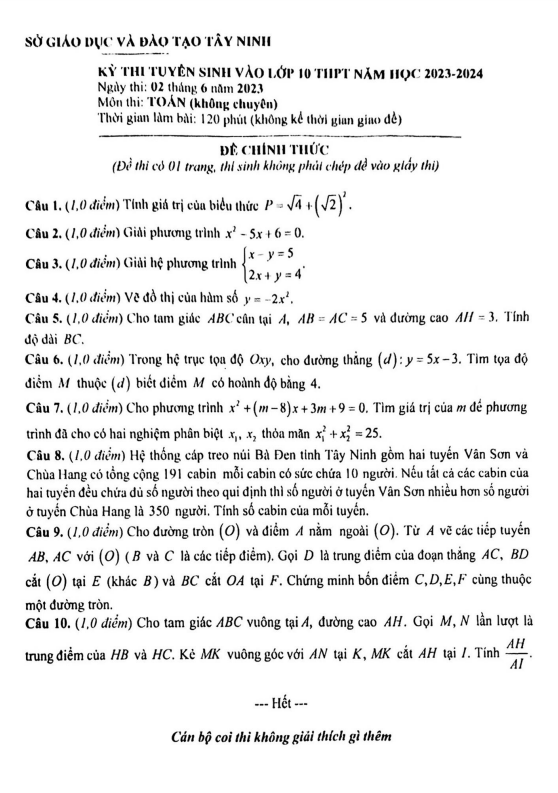 SỞ GIÁO DỤC VÀ ĐÀO TẠO TÂY NINH
KỲ THI TUYỂN SINH VÀO LỚP 10 THPT NĂM HỌC 2023-2024
Ngày thi: 02 tháng 6 năm 2023
Môn thi: TOÁN (không chuyên)
Thời gian làm bài: 120 phút (không kể thời gian giao đề)
ĐỀ CHÍNH THỨC
(Đề thi có 01 trang, thí sinh không phải chép đề vào giấy thi)
Câu 1. (1,0 điểm) Tính giá trị của biểu thức P = √4 + (√2)².
Câu 2. (1,0 điểm) Giải phương trình x² − 5x + 6 = 0.
Câu 3. (1,0 điểm) Giải hệ phương trình { x − y = 5
2x + y = 4.
Câu 4. (1,0 điểm) Vẽ đồ thị của hàm số y = −2x².
Câu 5. (1,0 điểm) Cho tam giác ABC cân tại A, AB = AC = 5 và đường cao AH = 3. Tính
độ dài BC.
Câu 6. (1,0 điểm) Trong hệ trục tọa độ Oxy, cho đường thẳng (d): y = 5x − 3. Tìm tọa độ
điểm M thuộc (d) biết điểm M có hoành độ bằng 4.
Câu 7. (1,0 điểm) Cho phương trình x² + (m − 8)x + 3m + 9 = 0. Tìm giá trị của m để phương
trình đã cho có hai nghiệm phân biệt x₁, x₂ thỏa mãn x₁² + x₂² = 25.
Câu 8. (1,0 điểm) Hệ thống cáp treo núi Bà Đen tỉnh Tây Ninh gồm hai tuyến Vân Sơn và
Chùa Hang có tổng cộng 191 cabin mỗi cabin có sức chứa 10 người. Nếu tất cả các cabin của
hai tuyến đều chứa đủ số người theo qui định thì số người ở tuyến Vân Sơn nhiều hơn số người
ở tuyến Chùa Hang là 350 người. Tính số cabin của mỗi tuyến.
Câu 9. (1,0 điểm) Cho đường tròn (O) và điểm A nằm ngoài (O). Từ A vẽ các tiếp tuyến
AB, AC với (O) (B và C là các tiếp điểm). Gọi D là trung điểm của đoạn thẳng AC, BD
cắt (O) tại E (khác B) và BC cắt OA tại F. Chứng minh bốn điểm C, D, E, F cùng thuộc
một đường tròn.
Câu 10. (1,0 điểm) Cho tam giác ABC vuông tại A, đường cao AH. Gọi M, N lần lượt là
trung điểm của HB và HC. Kẻ MK vuông góc với AN tại K, MK cắt AH tại I. Tính AH/AI.
--- Hết ---
Cán bộ coi thi không giải thích gì thêm